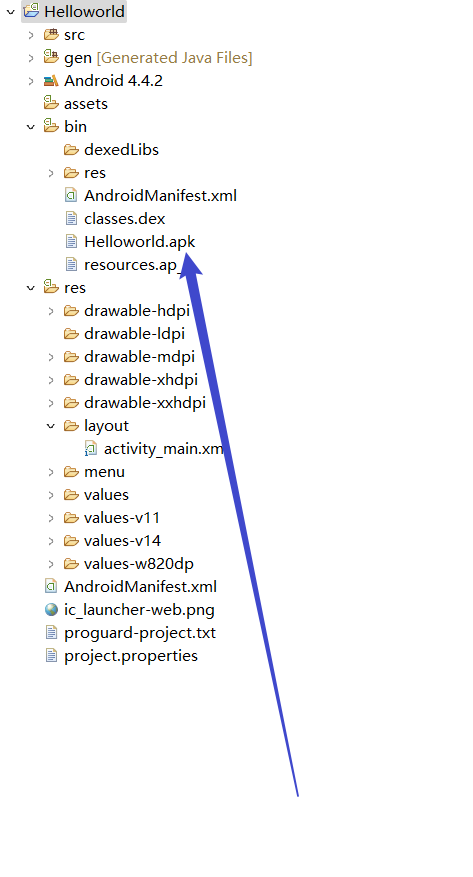 Helloworld
src
gen [Generated Java Files]
Android 4.4.2
assets
bin
dexedLibs
res
AndroidManifest.xml
classes.dex
Helloworld.apk
resources.ap_
res
drawable-hdpi
drawable-ldpi
drawable-mdpi
drawable-xhdpi
drawable-xxhdpi
layout
activity_main.xm
menu
values
values-v11
values-v14
values-w820dp
AndroidManifest.xml
ic_launcher-web.png
proguard-project.txt
project.properties